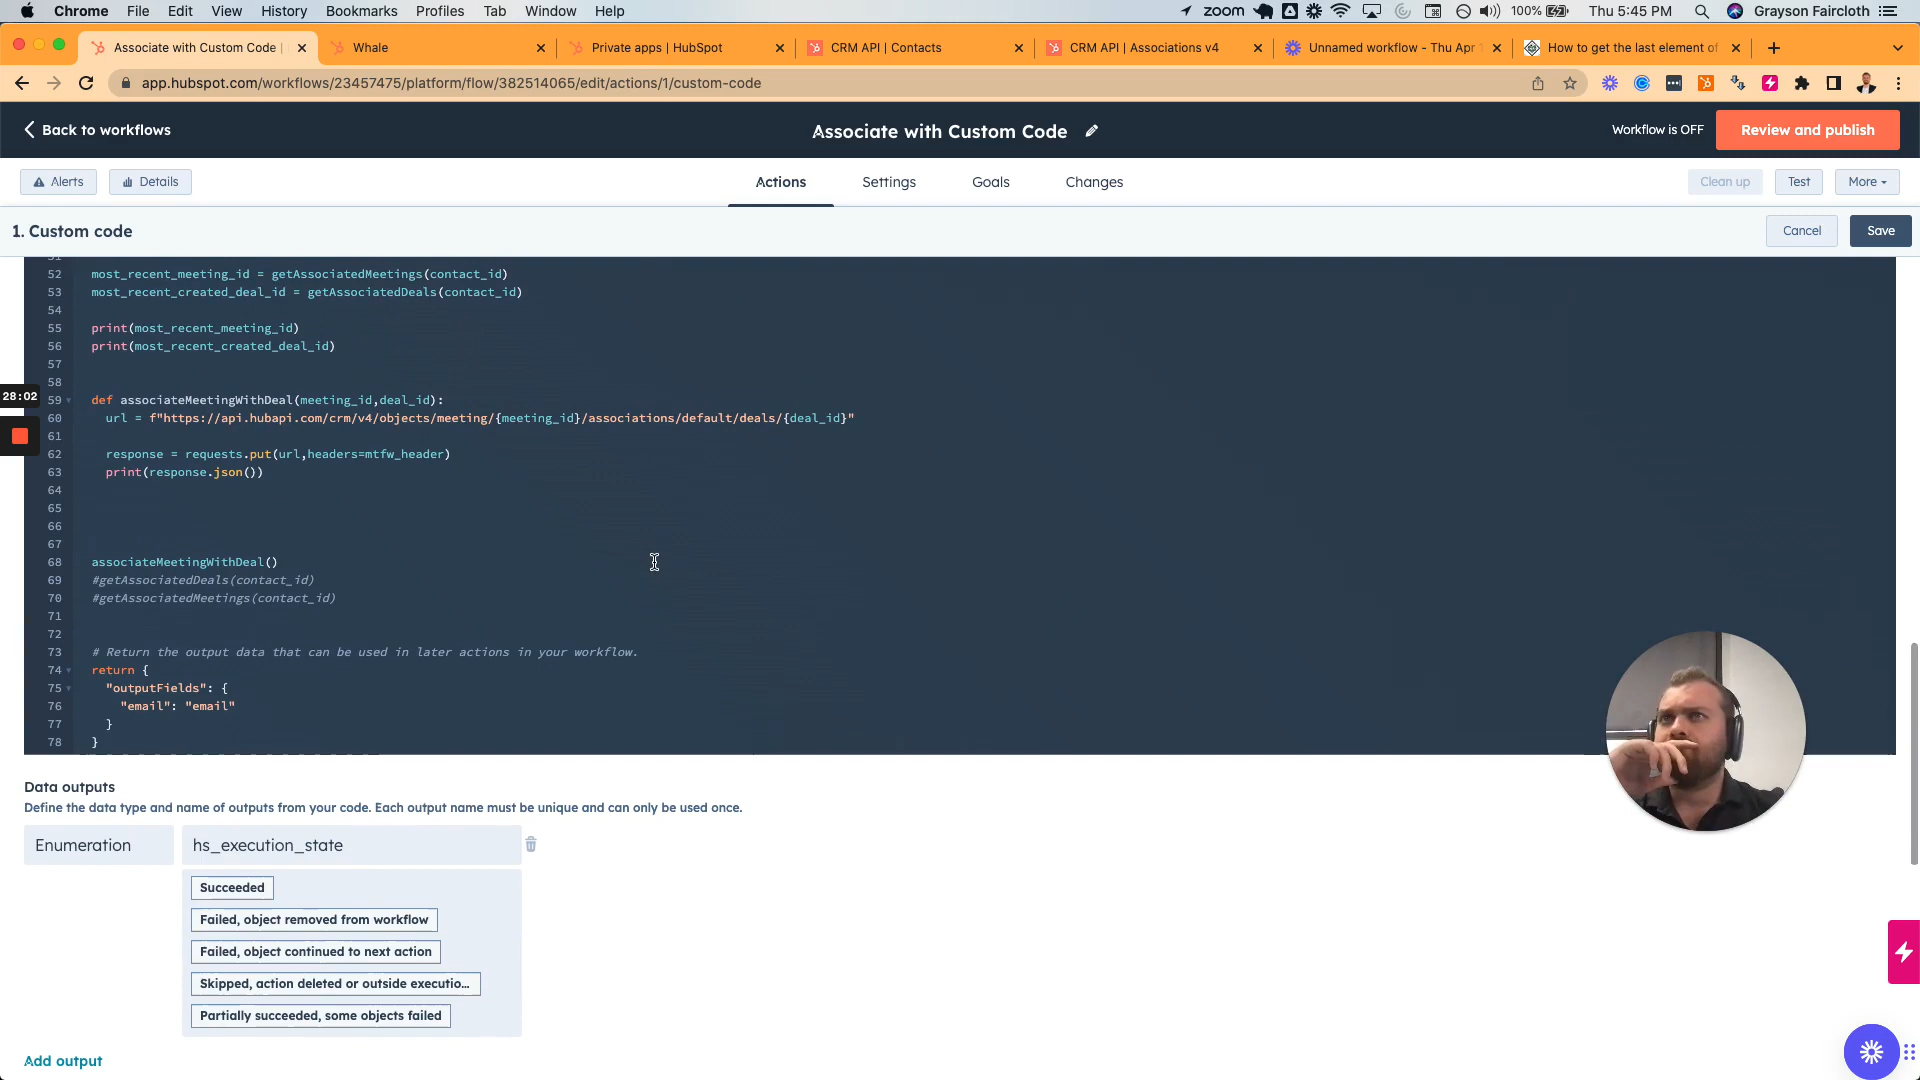 Chrome File Edit View History Bookmarks Profiles Tab Window Help
zoom 100% Thu 5:45 PM Grayson Faircloth
Associate with Custom Code |
Whale
Private apps | HubSpot
CRM API | Contacts
CRM API | Associations v4
Unnamed workflow - Thu Apr 1
How to get the last element of
app.hubspot.com/workflows/23457475/platform/flow/382514065/edit/actions/1/custom-code
Back to workflows
Associate with Custom Code
Workflow is OFF
Review and publish
Alerts
Details
Actions
Settings
Goals
Changes
Clean up
Test
More
1. Custom code
Cancel
Save
51
52 most_recent_meeting_id = getAssociatedMeetings(contact_id)
53 most_recent_created_deal_id = getAssociatedDeals(contact_id)
54
55 print(most_recent_meeting_id)
56 print(most_recent_created_deal_id)
57
58
28:02
59 def associateMeetingWithDeal(meeting_id,deal_id):
60 url = f"https://api.hubapi.com/crm/v4/objects/meeting/{meeting_id}/associations/default/deals/{deal_id}"
61
62 response = requests.put(url,headers=mtfw_header)
63 print(response.json())
64
65
66
67
68 associateMeetingWithDeal()
69 #getAssociatedDeals(contact_id)
70 #getAssociatedMeetings(contact_id)
71
72
73 # Return the output data that can be used in later actions in your workflow.
74 return {
75 "outputFields": {
76 "email": "email"
77 }
78 }
Data outputs
Define the data type and name of outputs from your code. Each output name must be unique and can only be used once.
Enumeration
hs_execution_state
Succeeded
Failed, object removed from workflow
Failed, object continued to next action
Skipped, action deleted or outside executio...
Partially succeeded, some objects failed
Add output